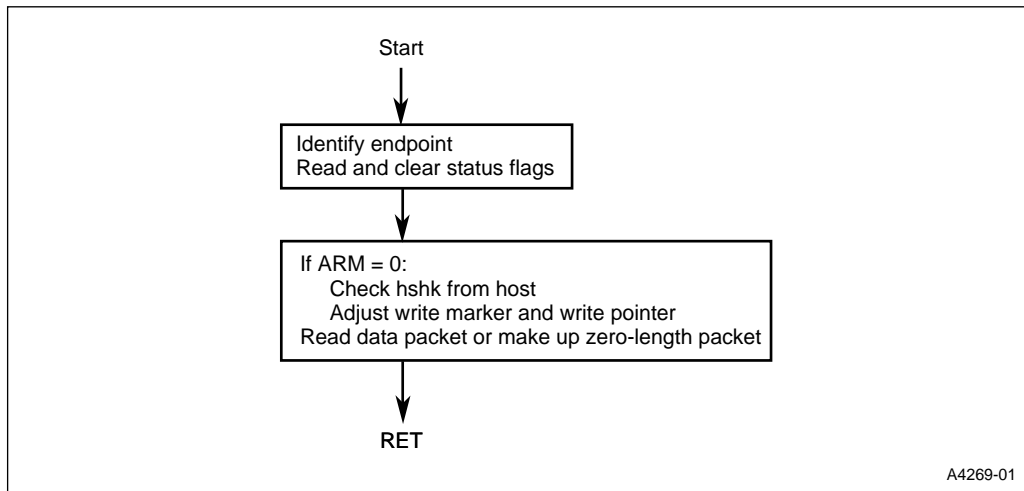 Start
Identify endpoint
Read and clear status flags
If ARM = 0:
Check hshk from host
Adjust write marker and write pointer
Read data packet or make up zero-length packet
RET
A4269-01